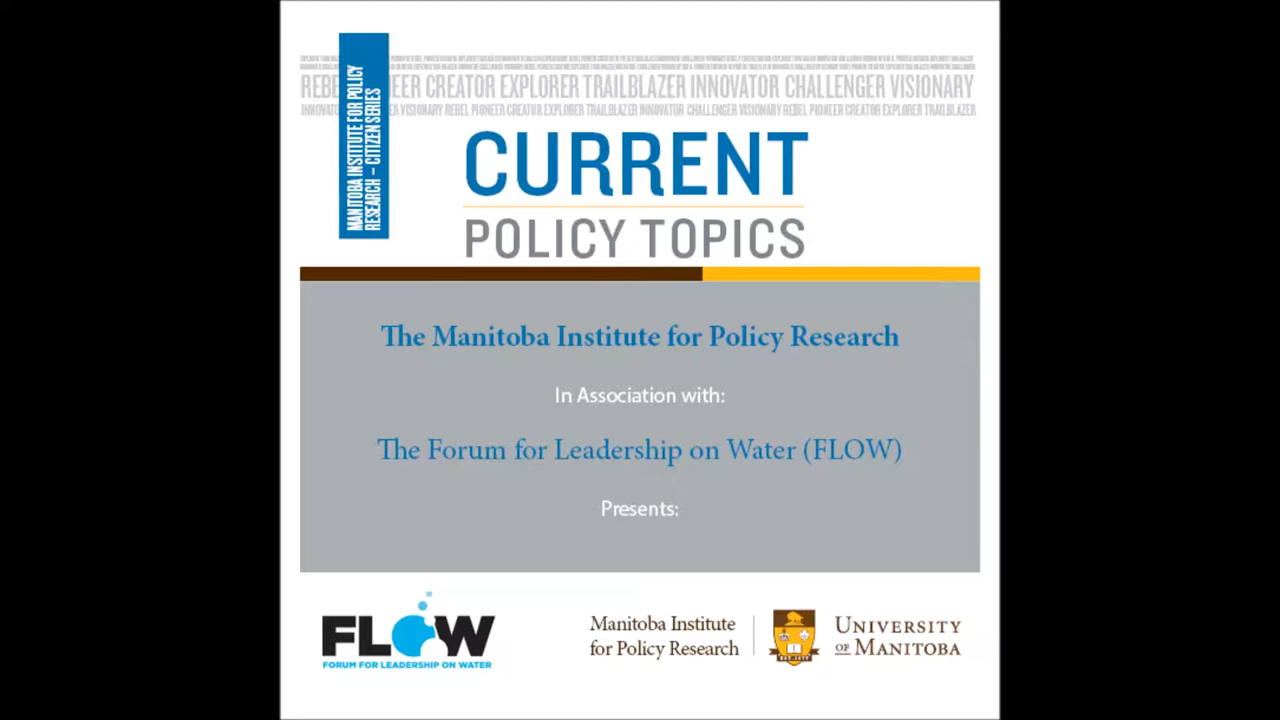 REBEL PIONEER CREATOR EXPLORER TRAILBLAZER INNOVATOR CHALLENGER VISIONARY
VISIONARY REBEL PIONEER CREATOR EXPLORER TRAILBLAZER INNOVATOR CHALLENGER VISIONARY REBEL PIONEER CREATOR EXPLORER TRAILBLAZER
MANITOBA INSTITUTE FOR POLICY
RESEARCH – CITIZEN SERIES
CURRENT
POLICY TOPICS
The Manitoba Institute for Policy Research
In Association with:
The Forum for Leadership on Water (FLOW)
Presents:
FLOW
FORUM FOR LEADERSHIP ON WATER
Manitoba Institute
for Policy Research
UNIVERSITY
OF MANITOBA